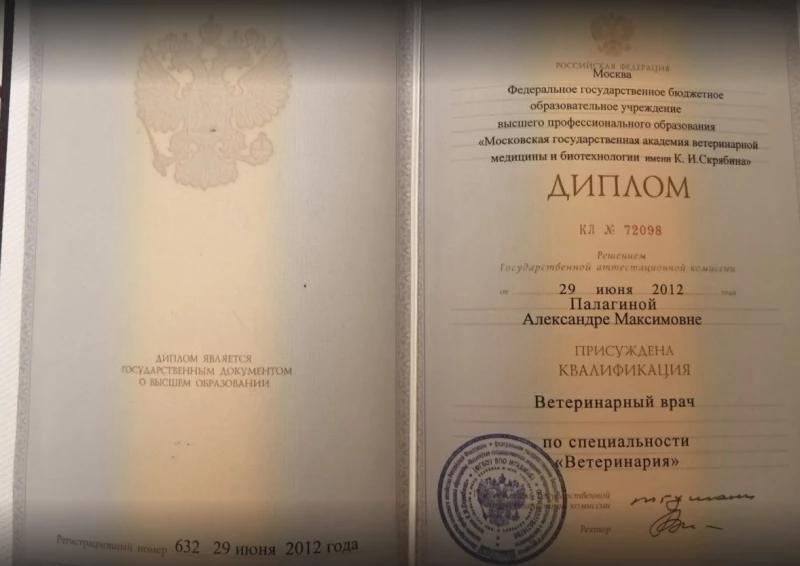 ДИПЛОМ ЯВЛЯЕТСЯ
ГОСУДАРСТВЕННЫМ ДОКУМЕНТОМ
О ВЫСШЕМ ОБРАЗОВАНИИ
Регистрационный номер 632 29 июня 2012 года
РОССИЙСКАЯ ФЕДЕРАЦИЯ
Москва
Федеральное государственное бюджетное
образовательное учреждение
высшего профессионального образования
«Московская государственная академия ветеринарной
медицины и биотехнологии имени К. И.Скрябина»
ДИПЛОМ
КЛ № 72098
Решением
Государственной аттестационной комиссии
от 29 июня 2012 года
Палагиной
Александре Максимовне
ПРИСУЖДЕНА
КВАЛИФИКАЦИЯ
Ветеринарный врач
по специальности
«Ветеринария»
комиссии
Ректор